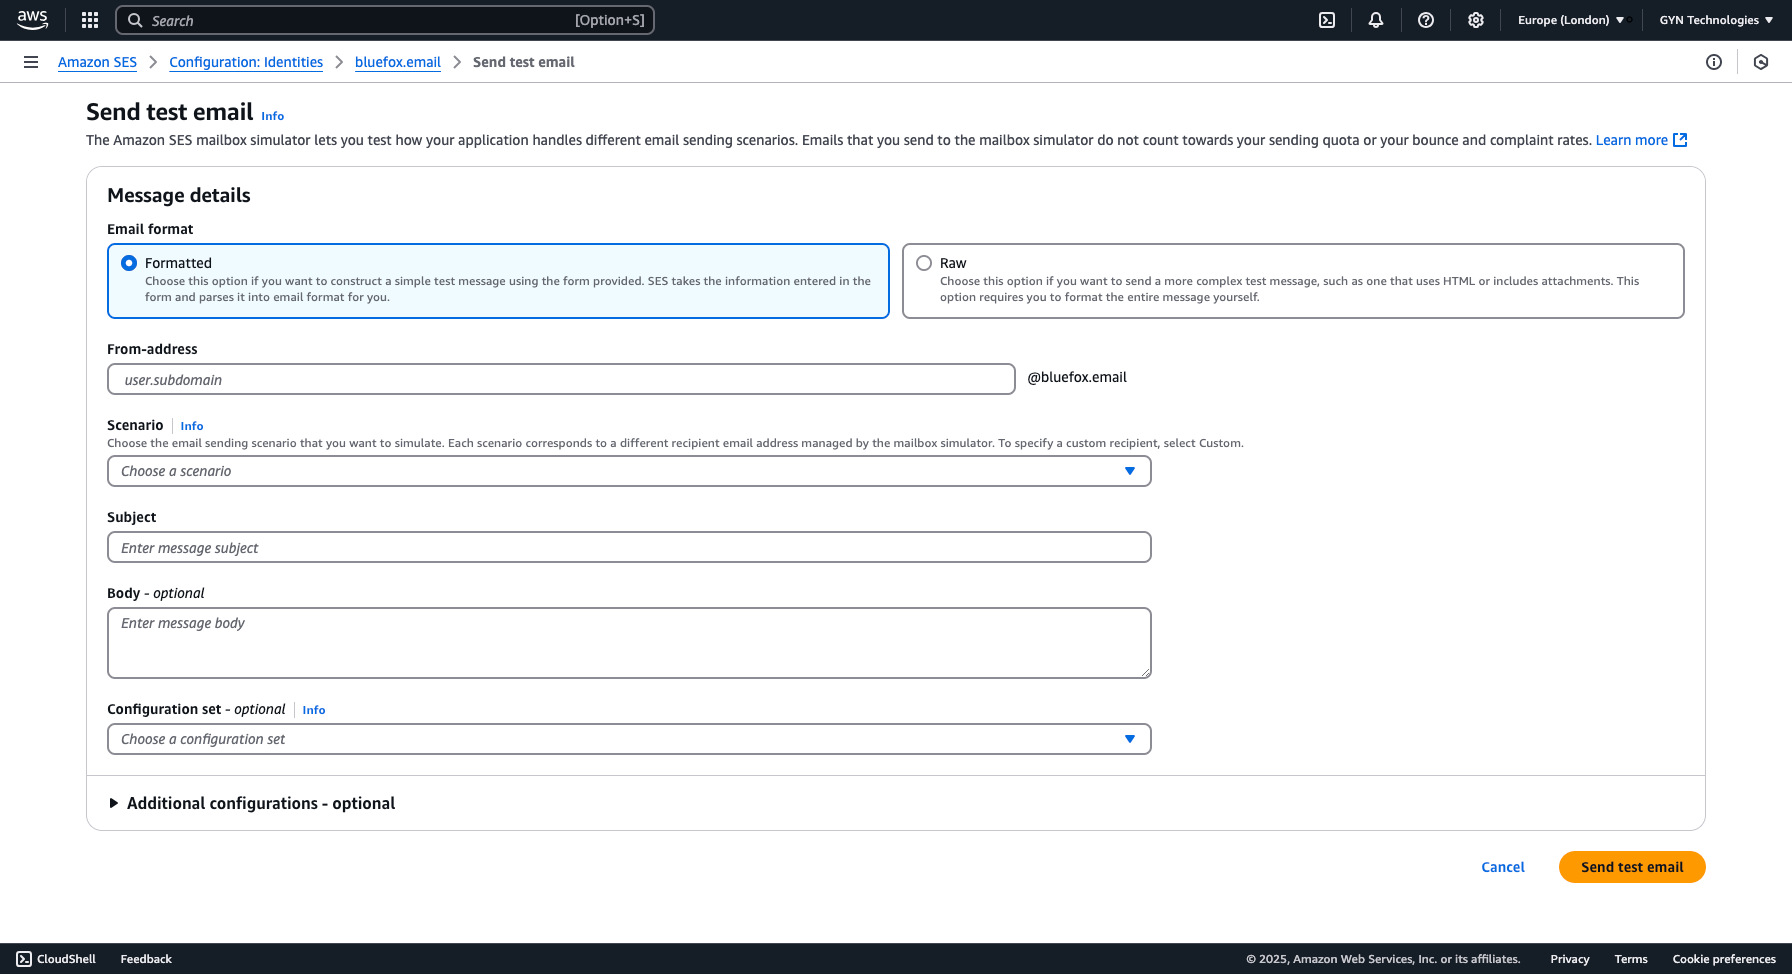 aws
Search [Option+S]
Europe (London)
GYN Technologies
Amazon SES > Configuration: Identities > bluefox.email > Send test email
Send test email Info
The Amazon SES mailbox simulator lets you test how your application handles different email sending scenarios. Emails that you send to the mailbox simulator do not count towards your sending quota or your bounce and complaint rates. Learn more
Message details
Email format
Formatted
Choose this option if you want to construct a simple test message using the form provided. SES takes the information entered in the
form and parses it into email format for you.
Raw
Choose this option if you want to send a more complex test message, such as one that uses HTML or includes attachments. This
option requires you to format the entire message yourself.
From-address
user.subdomain
@bluefox.email
Scenario Info
Choose the email sending scenario that you want to simulate. Each scenario corresponds to a different recipient email address managed by the mailbox simulator. To specify a custom recipient, select Custom.
Choose a scenario
Subject
Enter message subject
Body - optional
Enter message body
Configuration set - optional Info
Choose a configuration set
Additional configurations - optional
Cancel
Send test email
CloudShell
Feedback
© 2025, Amazon Web Services, Inc. or its affiliates.
Privacy
Terms
Cookie preferences